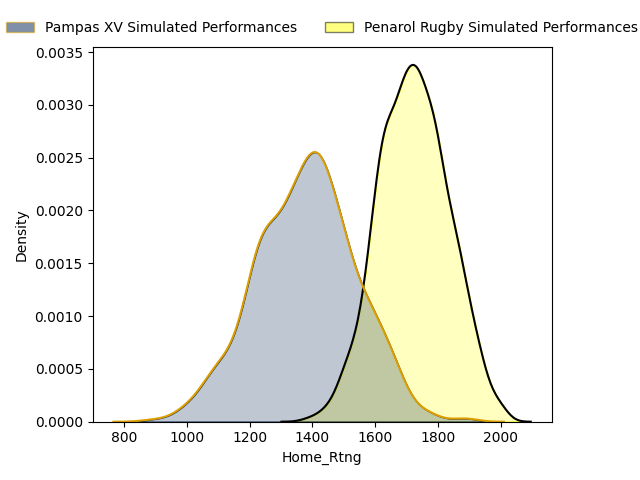 Pampas XV Simulated Performances Penarol Rugby Simulated Performances
0.0035
0.0030
0.0025
0.0020
0.0015
0.0010
0.0005
0.0000
Density
800 1000 1200 1400 1600 1800 2000
Home_Rtng